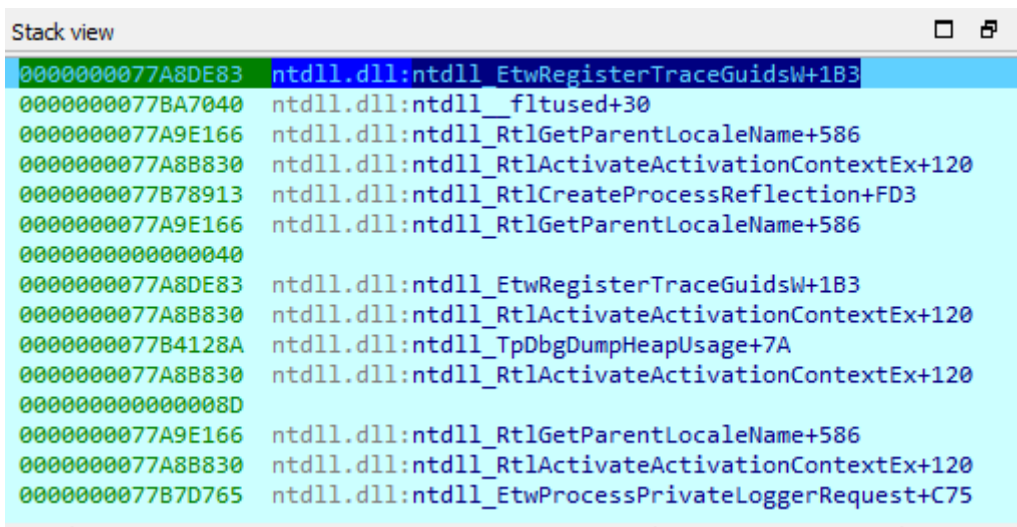 Stack view
0000000077A8DE83 ntdll.dll:ntdll_EtwRegisterTraceGuidsW+1B3
0000000077BA7040 ntdll.dll:ntdll__fltused+30
0000000077A9E166 ntdll.dll:ntdll_RtlGetParentLocaleName+586
0000000077A8B830 ntdll.dll:ntdll_RtlActivateActivationContextEx+120
0000000077B78913 ntdll.dll:ntdll_RtlCreateProcessReflection+FD3
0000000077A9E166 ntdll.dll:ntdll_RtlGetParentLocaleName+586
0000000000000040
0000000077A8DE83 ntdll.dll:ntdll_EtwRegisterTraceGuidsW+1B3
0000000077A8B830 ntdll.dll:ntdll_RtlActivateActivationContextEx+120
0000000077B4128A ntdll.dll:ntdll_TpDbgDumpHeapUsage+7A
0000000077A8B830 ntdll.dll:ntdll_RtlActivateActivationContextEx+120
000000000000008D
0000000077A9E166 ntdll.dll:ntdll_RtlGetParentLocaleName+586
0000000077A8B830 ntdll.dll:ntdll_RtlActivateActivationContextEx+120
0000000077B7D765 ntdll.dll:ntdll_EtwProcessPrivateLoggerRequest+C75